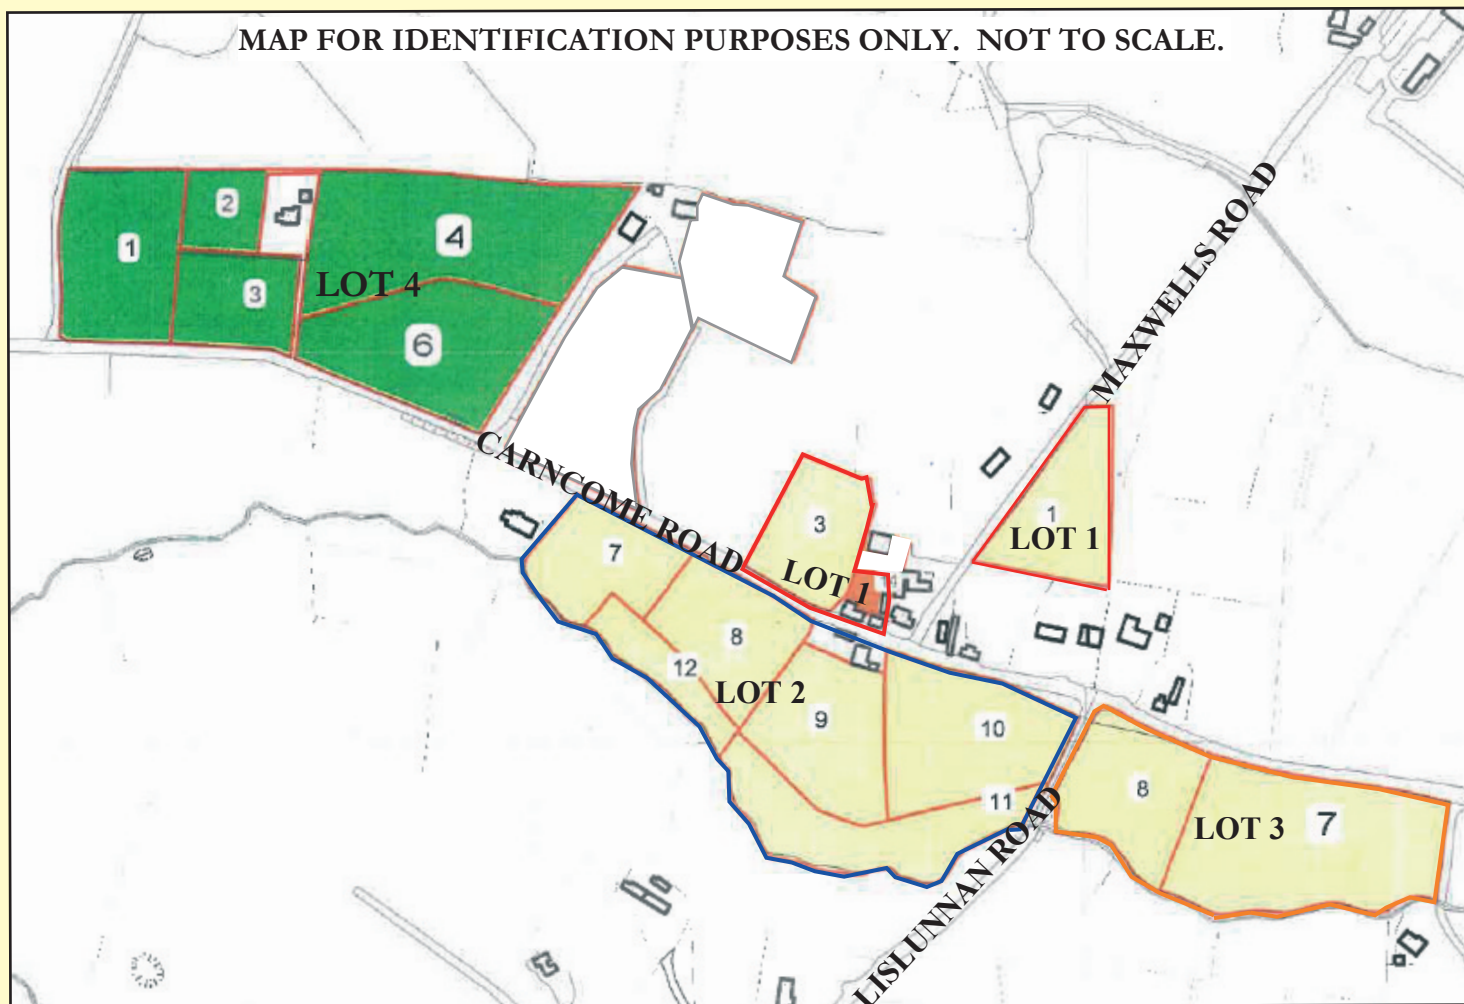 MAP FOR IDENTIFICATION PURPOSES ONLY.  NOT TO SCALE.
MAXWELLS ROAD
1
2
3
4
LOT 4
6
CARNCOME ROAD
3
LOT 1
1
LOT 1
7
8
12
LOT 2
9
10
11
LISLUNNAN ROAD
8
LOT 3
7